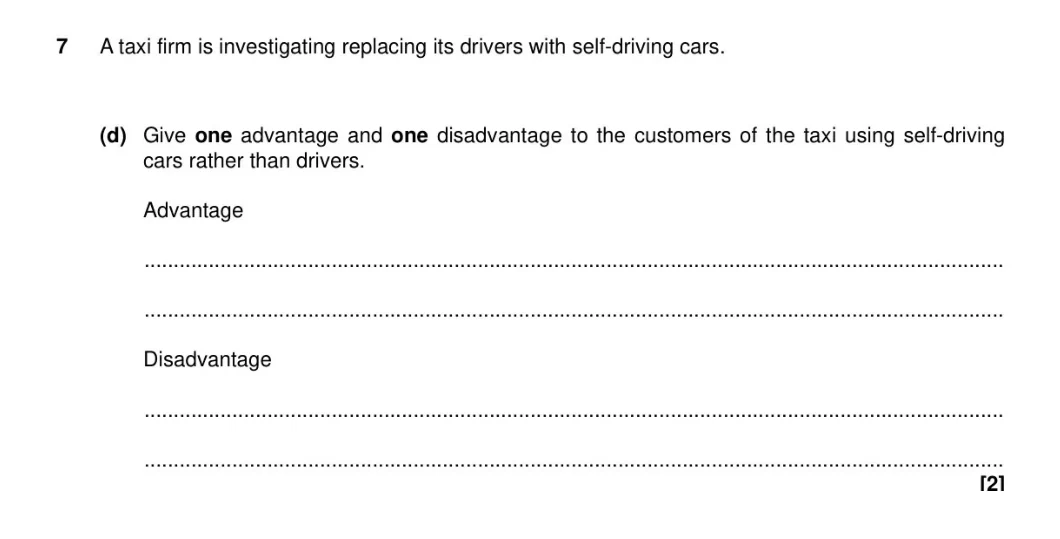 7 A taxi firm is investigating replacing its drivers with self-driving cars.
(d) Give one advantage and one disadvantage to the customers of the taxi using self-driving
cars rather than drivers.
Advantage
................................................................................
................................................................................
Disadvantage
................................................................................
................................................................................
[2]